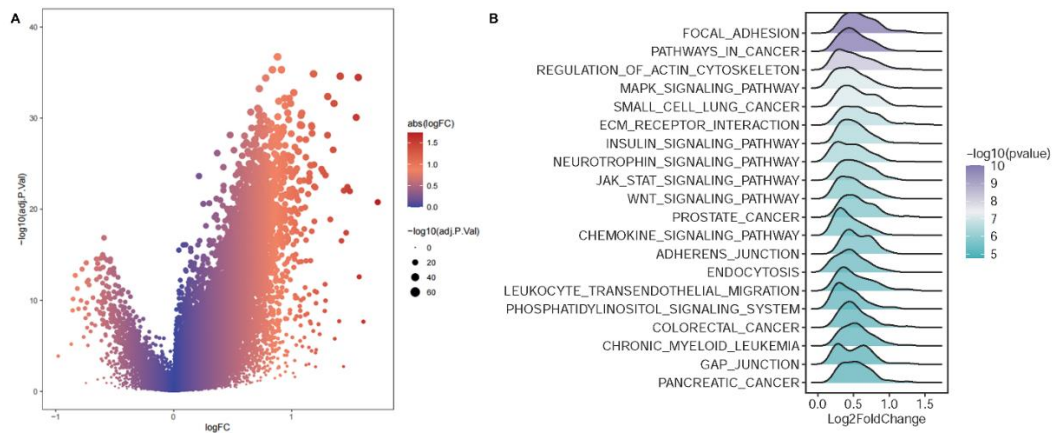 A
40
30
20
10
0
-1
0
1
logFC
-log10(adj.P.Val)
abs(logFC)
1.5
1.0
0.5
0.0
-log10(adj.P.Val)
0
20
40
60
B
FOCAL_ADHESION
PATHWAYS_IN_CANCER
REGULATION_OF_ACTIN_CYTOSKELETON
MAPK_SIGNALING_PATHWAY
SMALL_CELL_LUNG_CANCER
ECM_RECEPTOR_INTERACTION
INSULIN_SIGNALING_PATHWAY
NEUROTROPHIN_SIGNALING_PATHWAY
JAK_STAT_SIGNALING_PATHWAY
WNT_SIGNALING_PATHWAY
PROSTATE_CANCER
CHEMOKINE_SIGNALING_PATHWAY
ADHERENS_JUNCTION
ENDOCYTOSIS
LEUKOCYTE_TRANSENDOTHELIAL_MIGRATION
PHOSPHATIDYLINOSITOL_SIGNALING_SYSTEM
COLORECTAL_CANCER
CHRONIC_MYELOID_LEUKEMIA
GAP_JUNCTION
PANCREATIC_CANCER
0.0 0.5 1.0 1.5
Log2FoldChange
-log10(pvalue)
10
9
8
7
6
5